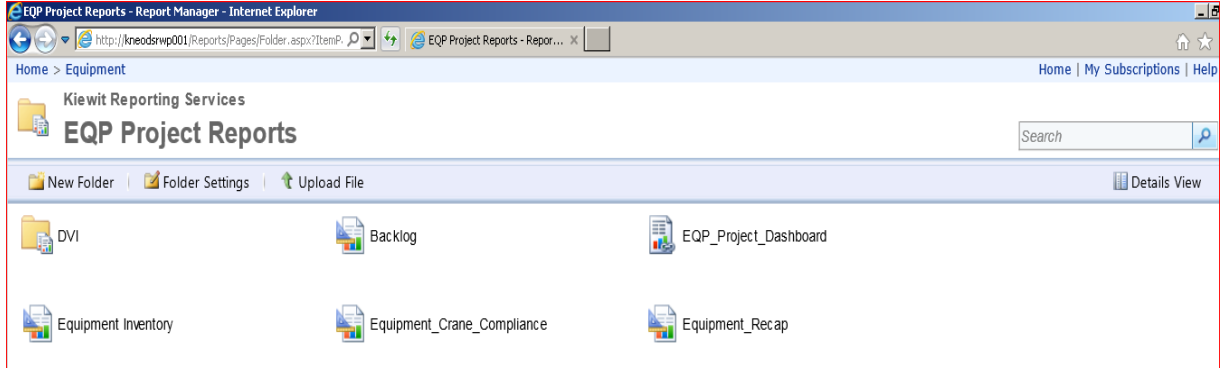 EQP Project Reports - Report Manager - Internet Explorer
http://kneodsrwp001/Reports/Pages/Folder.aspx?ItemP. EQP Project Reports - Repor...
Home > Equipment Home | My Subscriptions | Help
Kiewit Reporting Services
EQP Project Reports
Search
New Folder Folder Settings Upload File Details View
DVI Backlog EQP_Project_Dashboard
Equipment Inventory Equipment_Crane_Compliance Equipment_Recap